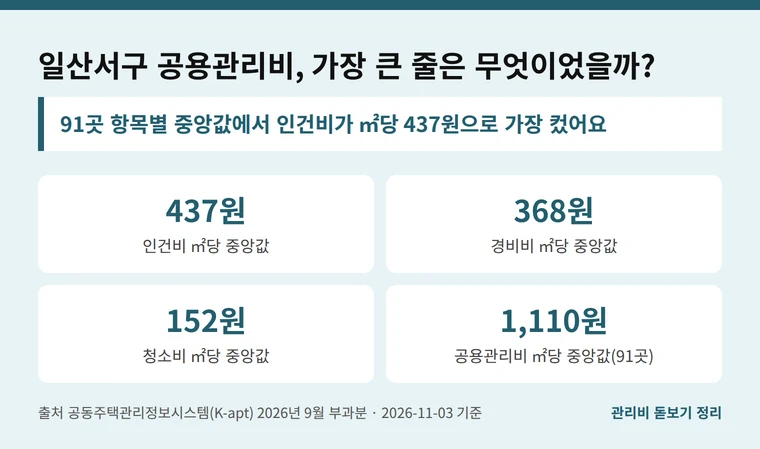 일산서구 공용관리비, 가장 큰 줄은 무엇이었을까?
91곳 항목별 중앙값에서 인건비가 ㎡당 437원으로 가장 컸어요
437원
인건비 ㎡당 중앙값
368원
경비비 ㎡당 중앙값
152원
청소비 ㎡당 중앙값
1,110원
공용관리비 ㎡당 중앙값(91곳)
출처 공동주택관리정보시스템(K-apt) 2026년 9월 부과분 · 2026-11-03 기준
관리비 돋보기 정리